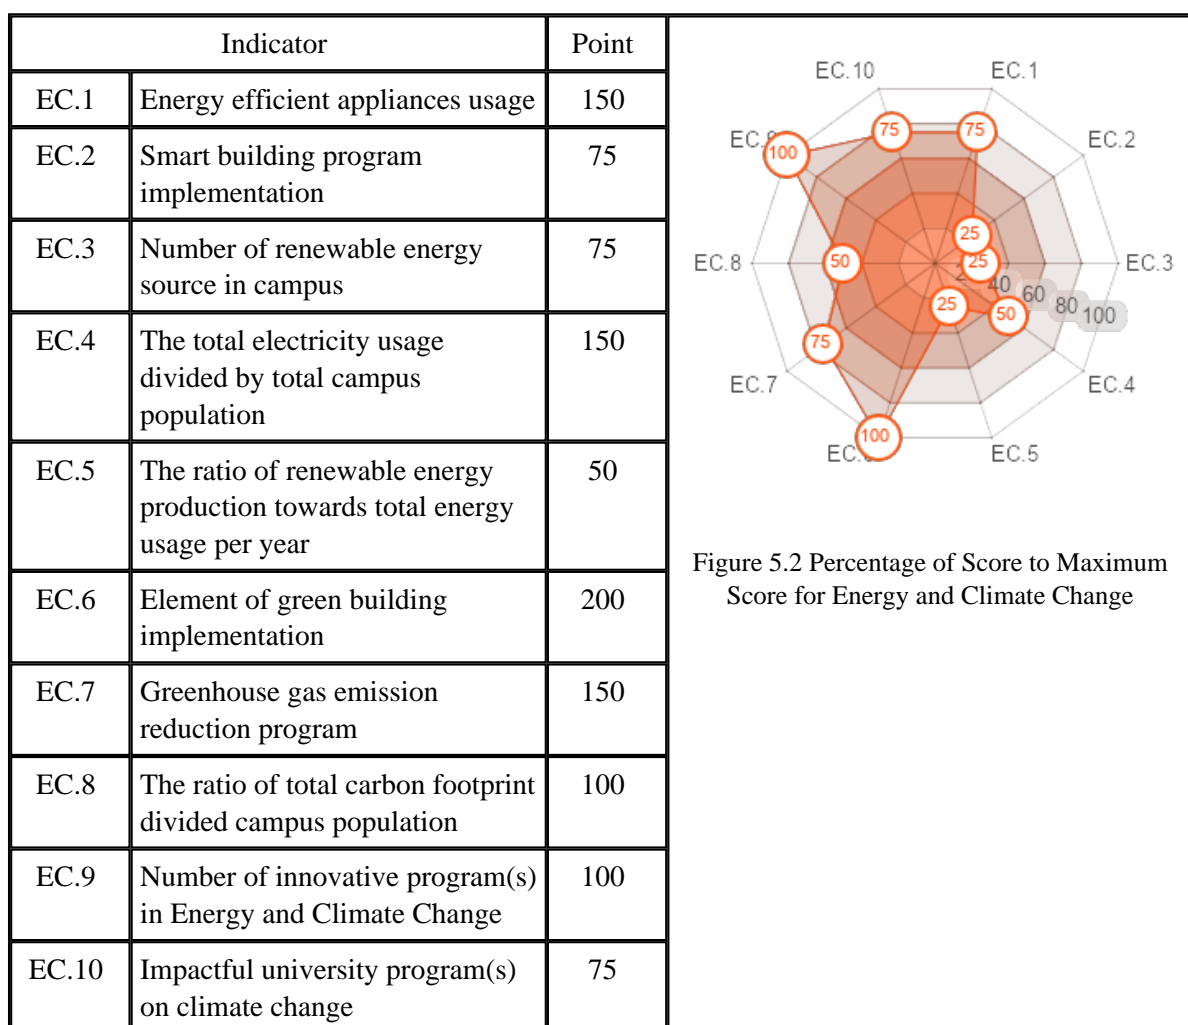 Indicator Point
EC.1 Energy efficient appliances usage 150
EC.2 Smart building program 75
implementation
EC.3 Number of renewable energy 75
source in campus
EC.4 The total electricity usage 150
divided by total campus
population
EC.5 The ratio of renewable energy 50
production towards total energy
usage per year
EC.6 Element of green building 200
implementation
EC.7 Greenhouse gas emission 150
reduction program
EC.8 The ratio of total carbon footprint 100
divided campus population
EC.9 Number of innovative program(s) 100
in Energy and Climate Change
EC.10 Impactful university program(s) 75
on climate change
EC.10 EC.1
75 75
EC. EC.2
100
25
EC.8 50 25 EC.3
40 60 80 100
25 50
75
EC.7 EC.4
100
EC. EC.5
Figure 5.2 Percentage of Score to Maximum
Score for Energy and Climate Change